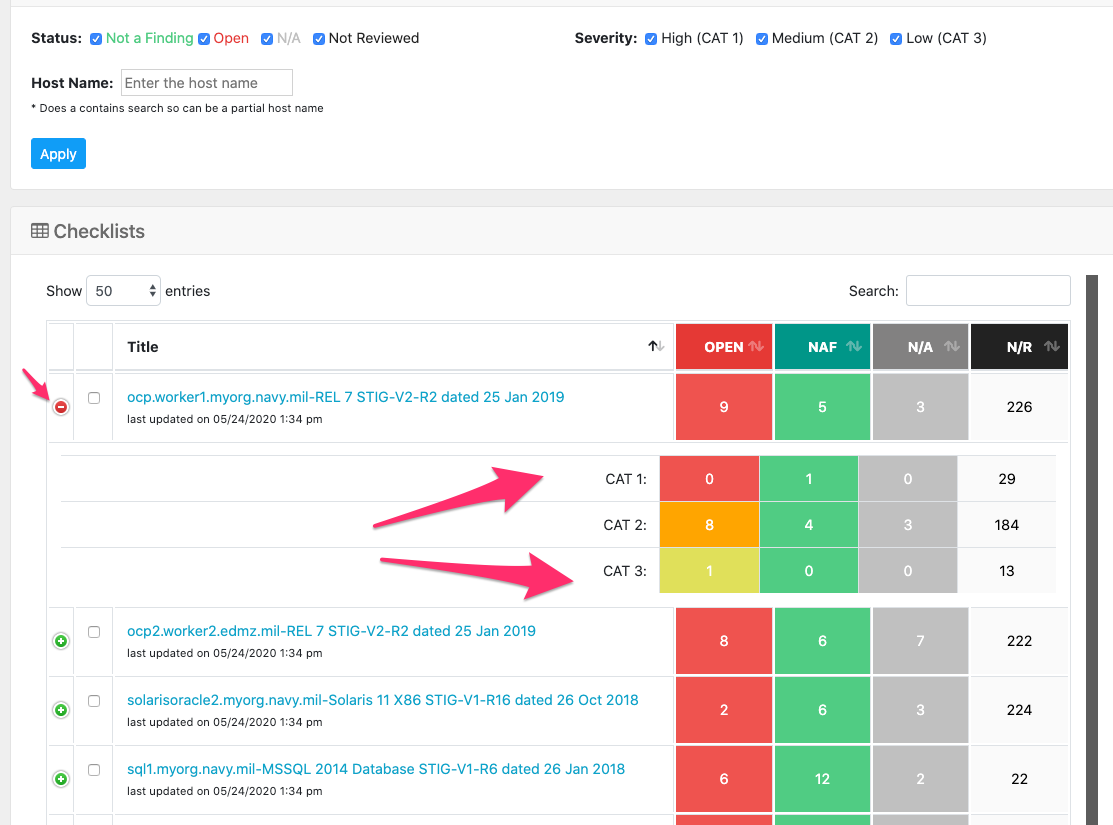 Status: Not a Finding Open N/A Not Reviewed Severity: High (CAT 1) Medium (CAT 2) Low (CAT 3)
Host Name: Enter the host name
* Does a contains search so can be a partial host name
Apply
Checklists
Show 50 entries Search:
Title OPEN NAF N/A N/R
ocp.worker1.myorg.navy.mil-REL 7 STIG-V2-R2 dated 25 Jan 2019 9 5 3 226
last updated on 05/24/2020 1:34 pm
CAT 1: 0 1 0 29
CAT 2: 8 4 3 184
CAT 3: 1 0 0 13
ocp2.worker2.edmz.mil-REL 7 STIG-V2-R2 dated 25 Jan 2019 8 6 7 222
last updated on 05/24/2020 1:34 pm
solarisoracle2.myorg.navy.mil-Solaris 11 X86 STIG-V1-R16 dated 26 Oct 2018 2 6 3 224
last updated on 05/24/2020 1:34 pm
sql1.myorg.navy.mil-MSSQL 2014 Database STIG-V1-R6 dated 26 Jan 2018 6 12 2 22
last updated on 05/24/2020 1:34 pm